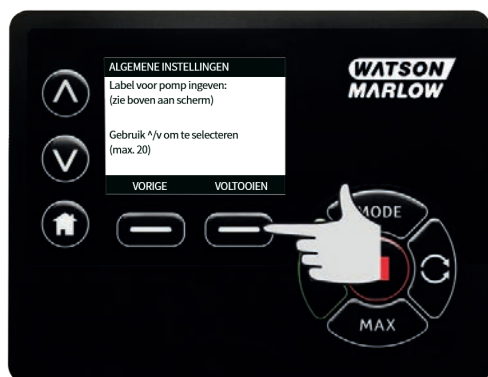 ALGEMENE INSTELLINGEN
Label voor pomp ingeven:
(zie boven aan scherm)
Gebruik ^/v om te selecteren
(max. 20)
VORIGE VOLTOOIEN
WATSON
MARLOW
MODE
MAX